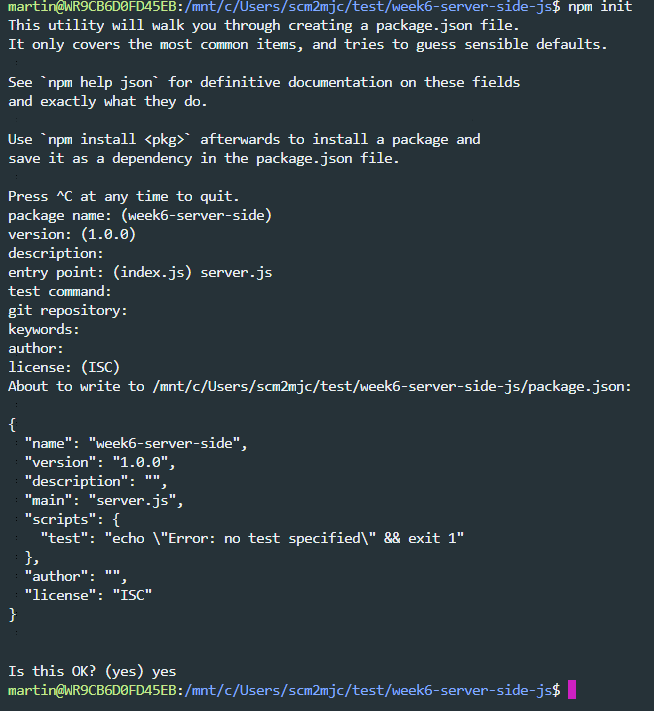 martin@WR9CB6D0FD45EB:/mnt/c/Users/scm2mjc/test/week6-server-side-js$ npm init
This utility will walk you through creating a package.json file.
It only covers the most common items, and tries to guess sensible defaults.

See `npm help json` for definitive documentation on these fields
and exactly what they do.

Use `npm install <pkg>` afterwards to install a package and
save it as a dependency in the package.json file.

Press ^C at any time to quit.
package name: (week6-server-side)
version: (1.0.0)
description:
entry point: (index.js) server.js
test command:
git repository:
keywords:
author:
license: (ISC)
About to write to /mnt/c/Users/scm2mjc/test/week6-server-side-js/package.json:

{
  "name": "week6-server-side",
  "version": "1.0.0",
  "description": "",
  "main": "server.js",
  "scripts": {
    "test": "echo \"Error: no test specified\" && exit 1"
  },
  "author": "",
  "license": "ISC"
}

Is this OK? (yes) yes
martin@WR9CB6D0FD45EB:/mnt/c/Users/scm2mjc/test/week6-server-side-js$